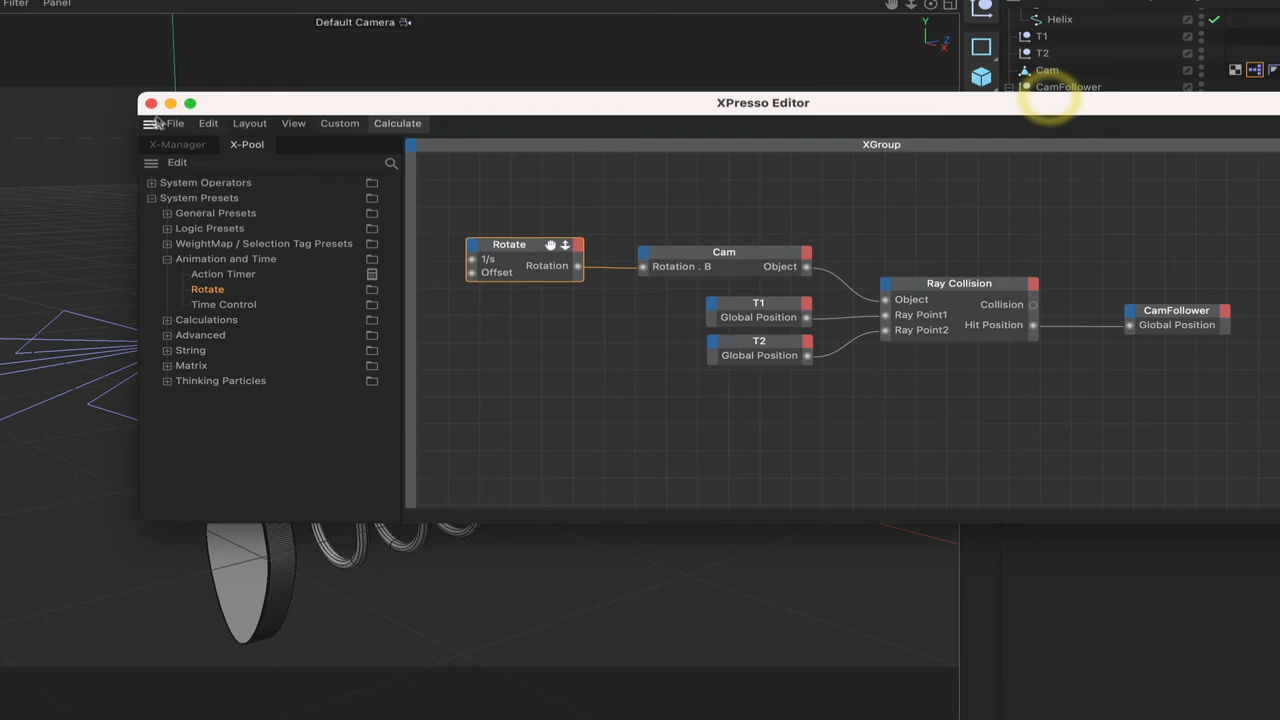 Filter Panel
Default Camera
Y
Z
X
Helix
T1
T2
Cam
CamFollower
XPresso Editor
File Edit Layout View Custom Calculate
X-Manager X-Pool
XGroup
Edit
System Operators
System Presets
General Presets
Logic Presets
WeightMap / Selection Tag Presets
Animation and Time
Action Timer
Rotate
Time Control
Calculations
Advanced
String
Matrix
Thinking Particles
Rotate
1/s
Rotation
Offset
Cam
Rotation . B Object
T1
Global Position
T2
Global Position
Ray Collision
Object Collision
Ray Point1
Ray Point2 Hit Position
CamFollower
Global Position